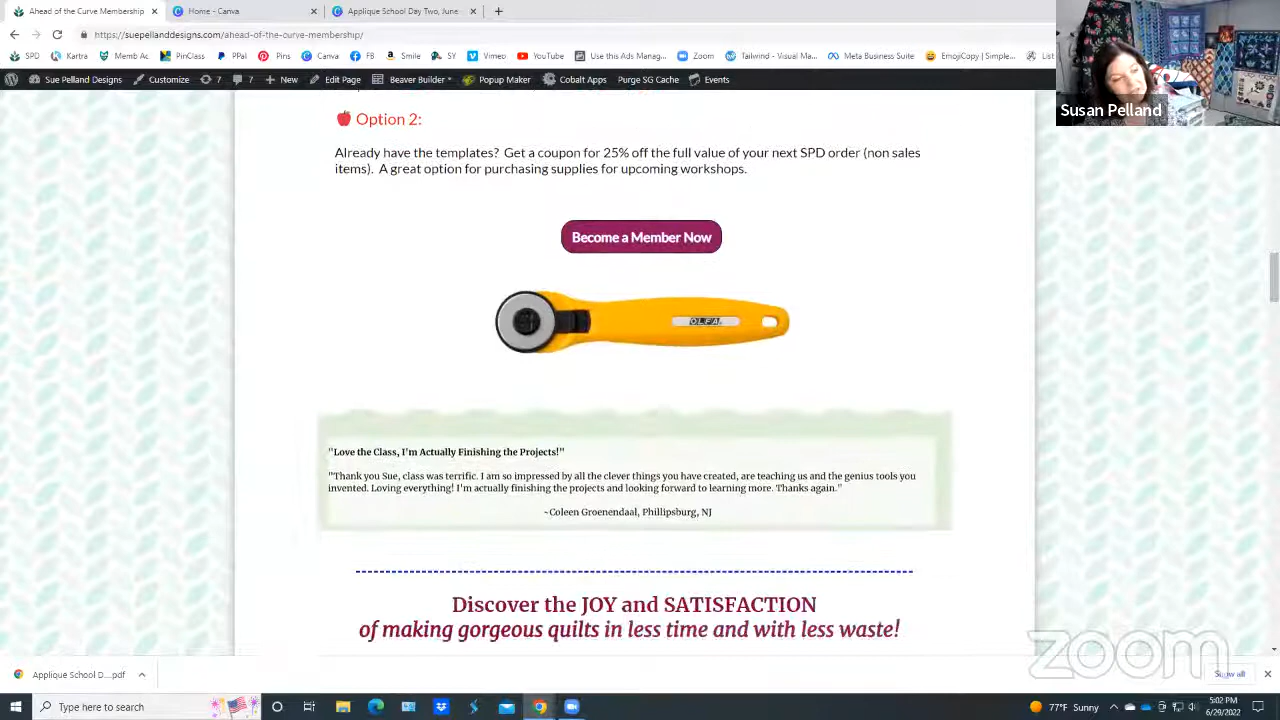 Ahead of the Curve Membership
Home - Canva
Option 2, June
https://suepellanddesigns.com/ahead-of-the-curve-membership/
SPD
Kartra
Memb Ac
PinClass
PPal
Pins
Canva
FB
Smile
SY
Vimeo
YouTube
Use this Ads Manag...
Zoom
Tailwind - Visual Mar...
Meta Business Suite
EmojiCopy | Simple...
List
Sue Pelland Designs
Customize
7
7
New
Edit Page
Beaver Builder
Popup Maker
Cobalt Apps
Purge SG Cache
Events
Susan Pelland
Option 2:
Already have the templates? Get a coupon for 25% off the full value of your next SPD order (non sales
items). A great option for purchasing supplies for upcoming workshops.
Become a Member Now
OLFA
"Love the Class, I'm Actually Finishing the Projects!"
"Thank you Sue, class was terrific. I am so impressed by all the clever things you have created, are teaching us and the genius tools you
invented. Loving everything! I'm actually finishing the projects and looking forward to learning more. Thanks again."
~Coleen Groenendaal, Phillipsburg, NJ
Discover the JOY and SATISFACTION
of making gorgeous quilts in less time and with less waste!
zoom
Applique School D....pdf
Show all
Type here to search
77°F
5:02 PM
6/29/2022